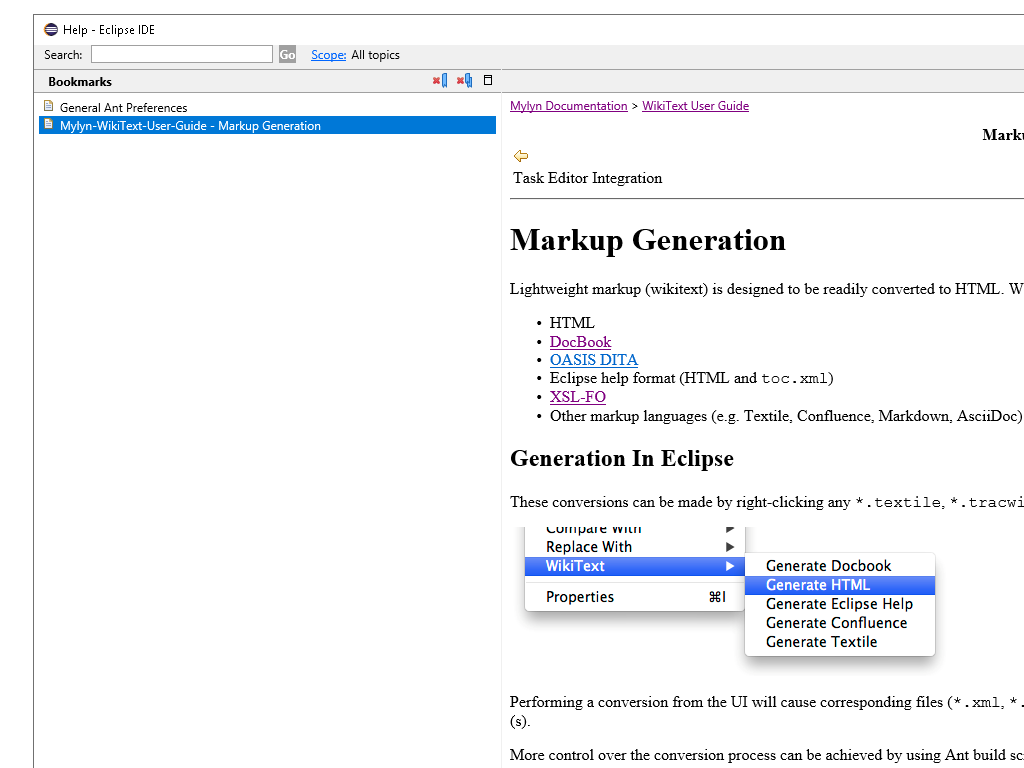 Help - Eclipse IDE
Search: Go Scope: All topics
Bookmarks
General Ant Preferences
Mylyn-WikiText-User-Guide - Markup Generation
Mylyn Documentation > WikiText User Guide
Task Editor Integration
Markup Generation
Lightweight markup (wikitext) is designed to be readily converted to HTML. W
• HTML
• DocBook
• OASIS DITA
• Eclipse help format (HTML and toc.xml)
• XSL-FO
• Other markup languages (e.g. Textile, Confluence, Markdown, AsciiDoc)
Generation In Eclipse
These conversions can be made by right-clicking any *.textile, *.tracwi
Compare With
Replace With
WikiText
Properties ⌘I
Generate Docbook
Generate HTML
Generate Eclipse Help
Generate Confluence
Generate Textile
Performing a conversion from the UI will cause corresponding files (*.xml, *.
(s).
More control over the conversion process can be achieved by using Ant build sc